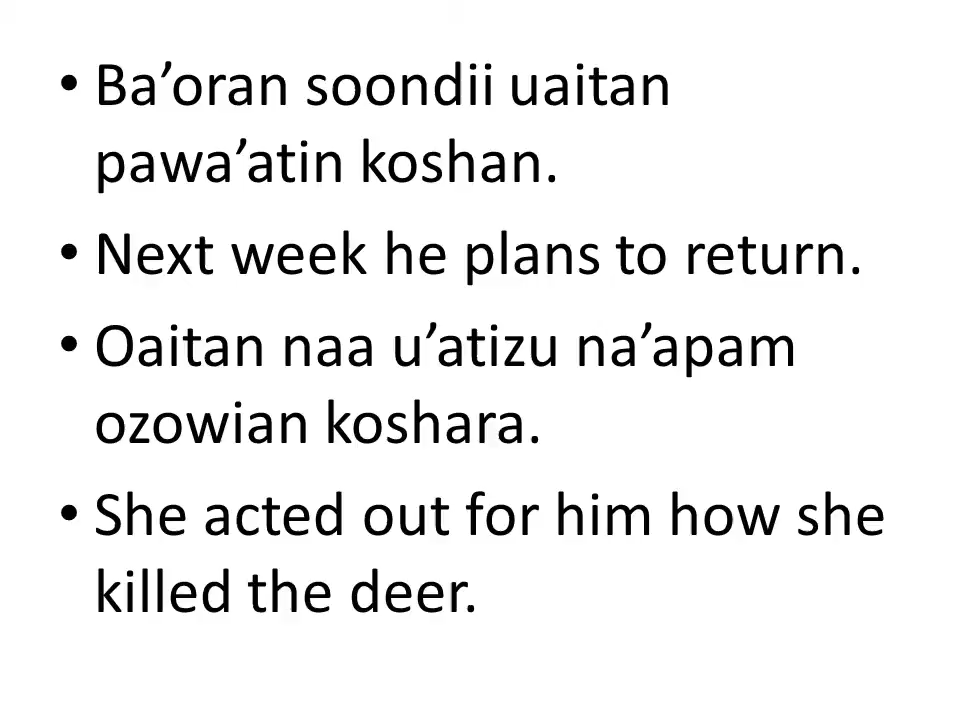 • Ba’oran soondii uaitan
pawa’atin koshan.
• Next week he plans to return.
• Oaitan naa u’atizu na’apam
ozowian koshara.
• She acted out for him how she
killed the deer.